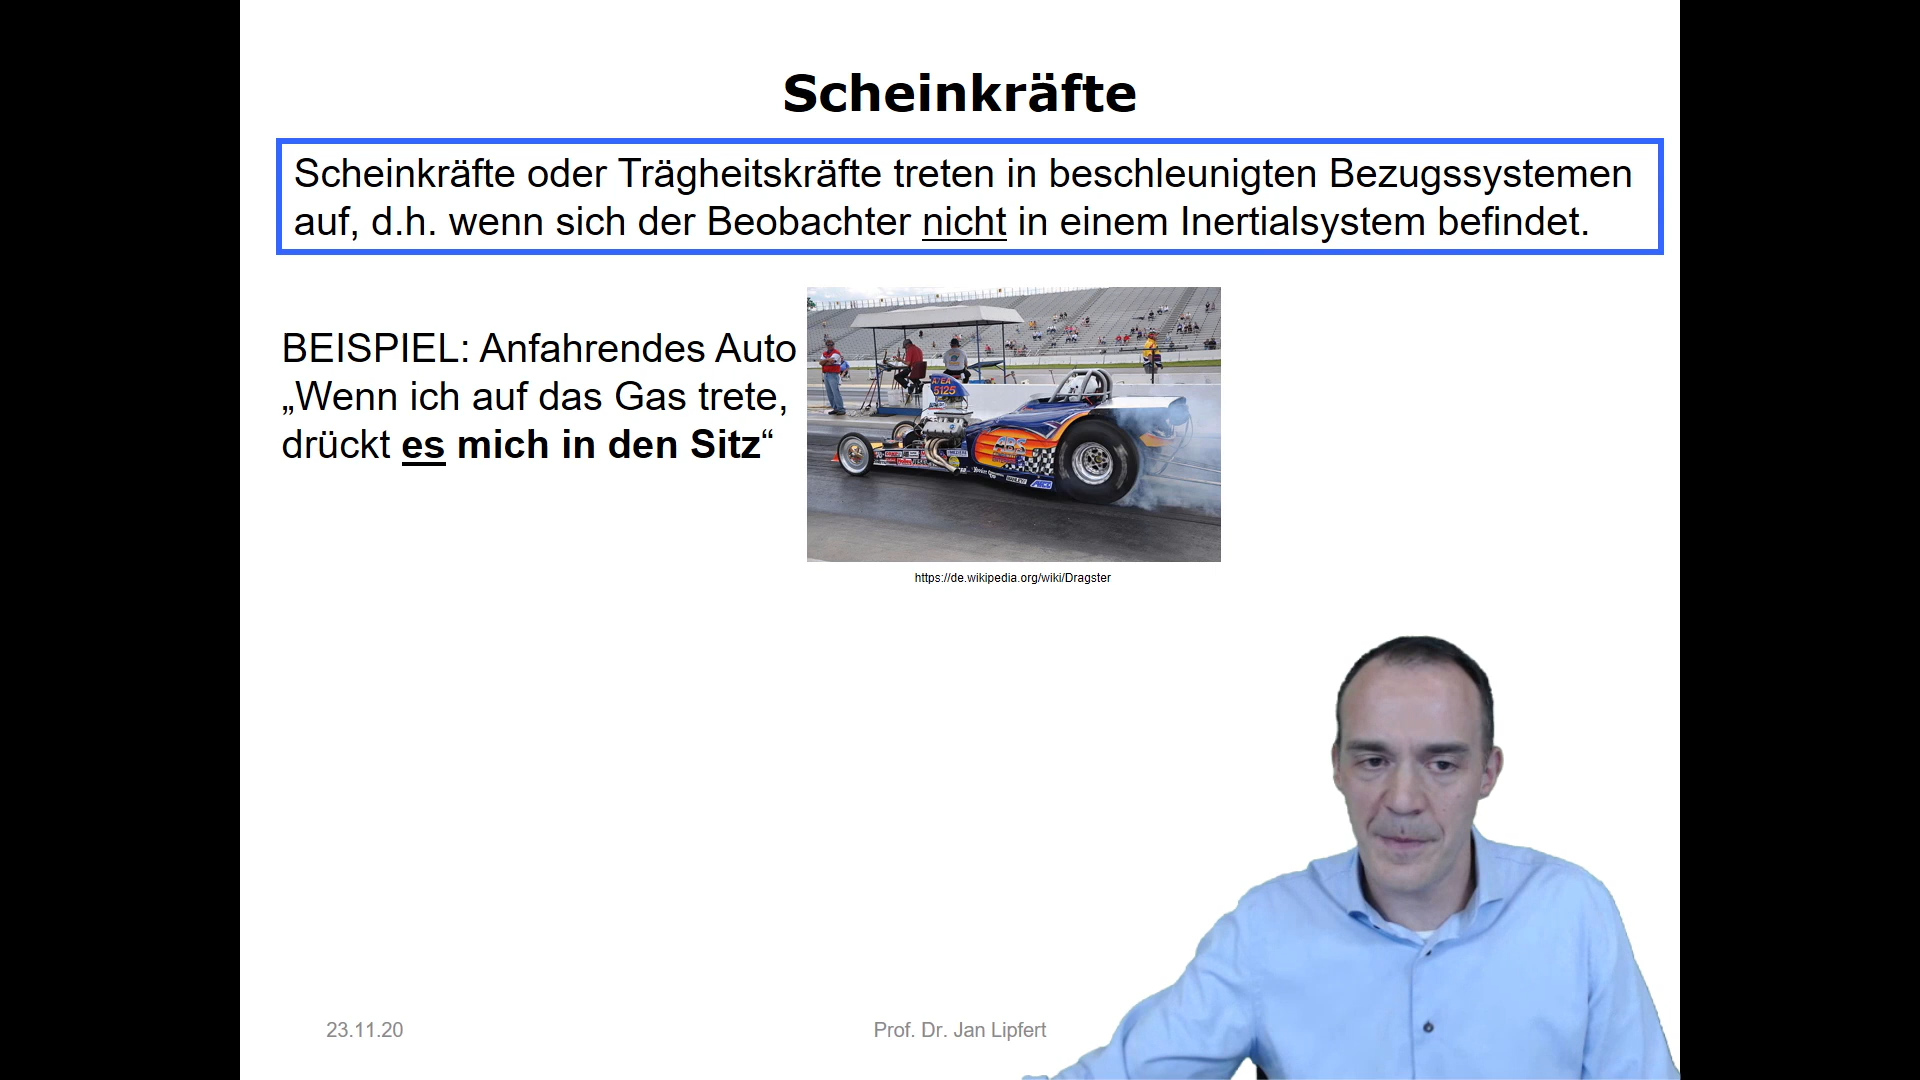 Scheinkräfte
Scheinkräfte oder Trägheitskräfte treten in beschleunigten Bezugssystemen
auf, d.h. wenn sich der Beobachter nicht in einem Inertialsystem befindet.
BEISPIEL: Anfahrendes Auto
„Wenn ich auf das Gas trete,
drückt es mich in den Sitz“
5125
https://de.wikipedia.org/wiki/Dragster
23.11.20
Prof. Dr. Jan Lipfert